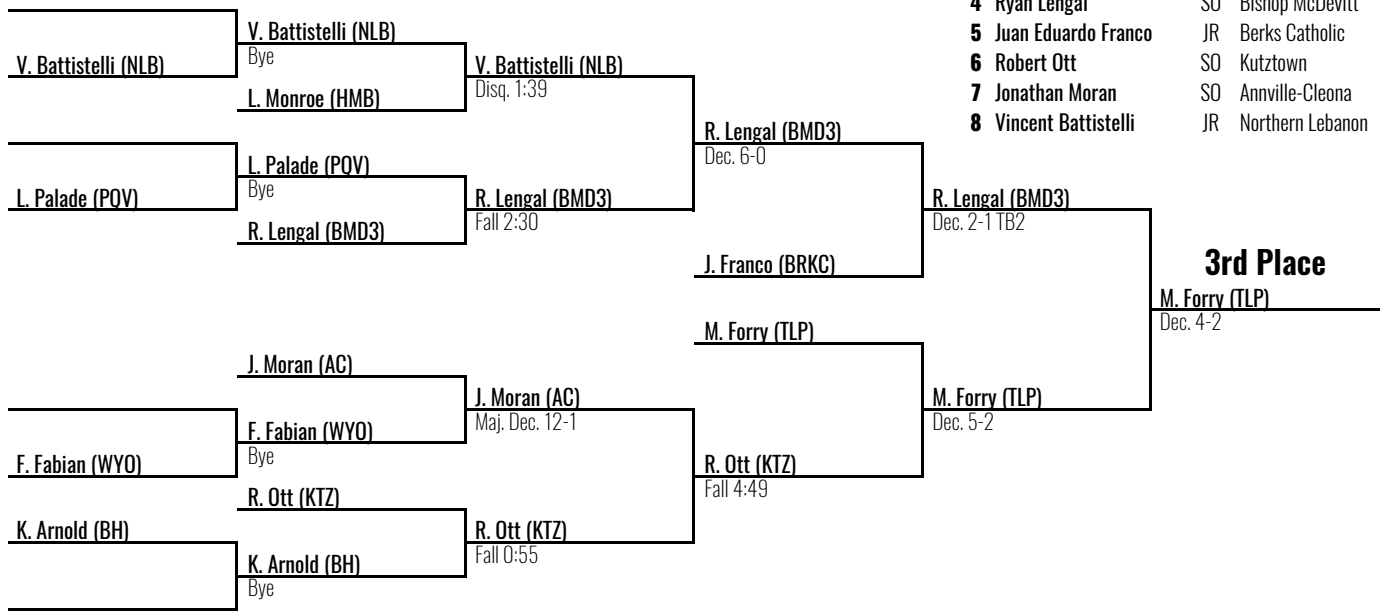 4 Ryan Lengal SO Bishop McDevitt
V. Battistelli (NLB)
Bye
5 Juan Eduardo Franco JR Berks Catholic
V. Battistelli (NLB)
V. Battistelli (NLB)
Disq. 1:39
6 Robert Ott SO Kutztown
L. Monroe (HMB)
7 Jonathan Moran SO Annville-Cleona
8 Vincent Battistelli JR Northern Lebanon
R. Lengal (BMD3)
Dec. 6-0
L. Palade (PQV)
Bye
L. Palade (PQV)
R. Lengal (BMD3)
Fall 2:30
R. Lengal (BMD3)
Dec. 2-1 TB2
R. Lengal (BMD3)
J. Franco (BRKC)
3rd Place
M. Forry (TLP)
Dec. 4-2
M. Forry (TLP)
J. Moran (AC)
J. Moran (AC)
Maj. Dec. 12-1
M. Forry (TLP)
Dec. 5-2
F. Fabian (WYO)
Bye
F. Fabian (WYO)
R. Ott (KTZ)
Fall 4:49
R. Ott (KTZ)
K. Arnold (BH)
R. Ott (KTZ)
Fall 0:55
K. Arnold (BH)
Bye